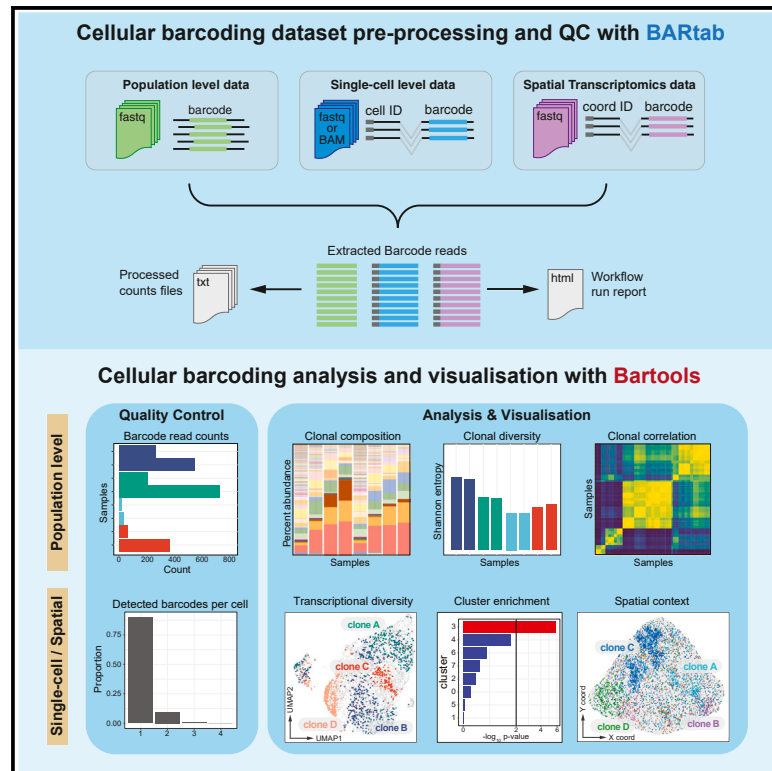 Cellular barcoding dataset pre-processing and QC with BARtab
Population level data
fastq
barcode
Single-cell level data
fastq
or
BAM
cell ID
barcode
Spatial Transcriptomics data
fastq
coord ID
barcode
Extracted Barcode reads
Processed
counts files
txt
html
Workflow
run report
Cellular barcoding analysis and visualisation with Bartools
Population level
Quality Control
Barcode read counts
Samples
0 200 400 600 800
Count
Analysis & Visualisation
Clonal composition
Percent abundance
Samples
Clonal diversity
Shannon entropy
Samples
Clonal correlation
Samples
Samples
Single-cell / Spatial
Detected barcodes per cell
Proportion
0.75
0.50
0.25
0.00
1 2 3 4
Transcriptional diversity
clone A
clone C
clone D
clone B
UMAP2
UMAP1
Cluster enrichment
cluster
3
4
6
7
2
0
5
1
0 2 4 6
-log10 p-value
Spatial context
clone C
clone A
clone D
clone B
Y coord
X coord